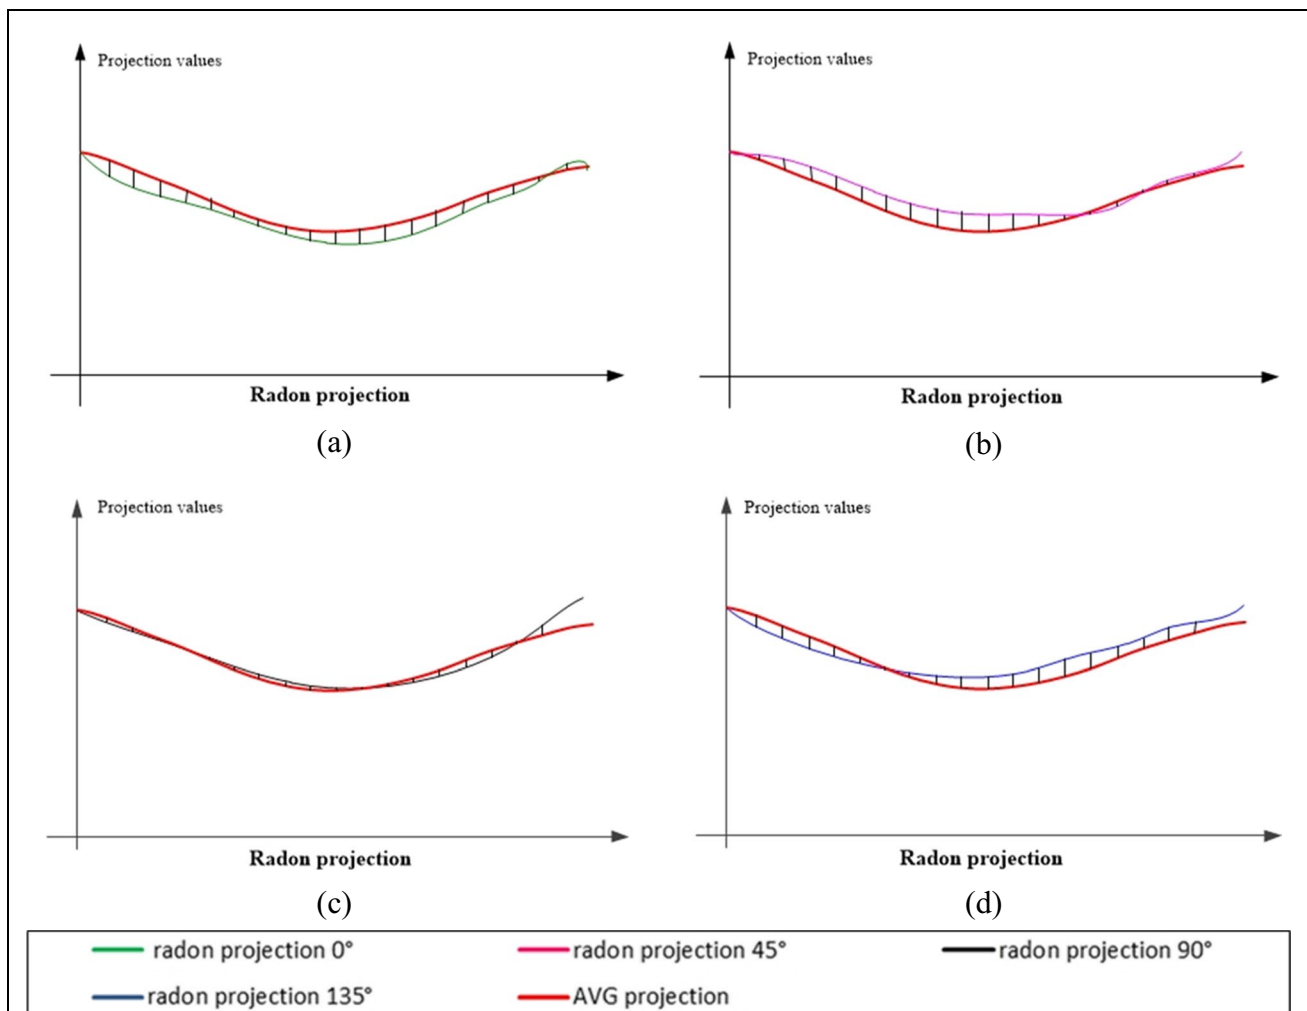 Projection values
Projection values
Radon projection
Radon projection
(a)
(b)
Projection values
Projection values
Radon projection
Radon projection
(c)
(d)
radon projection 0°
radon projection 45°
radon projection 90°
radon projection 135°
AVG projection